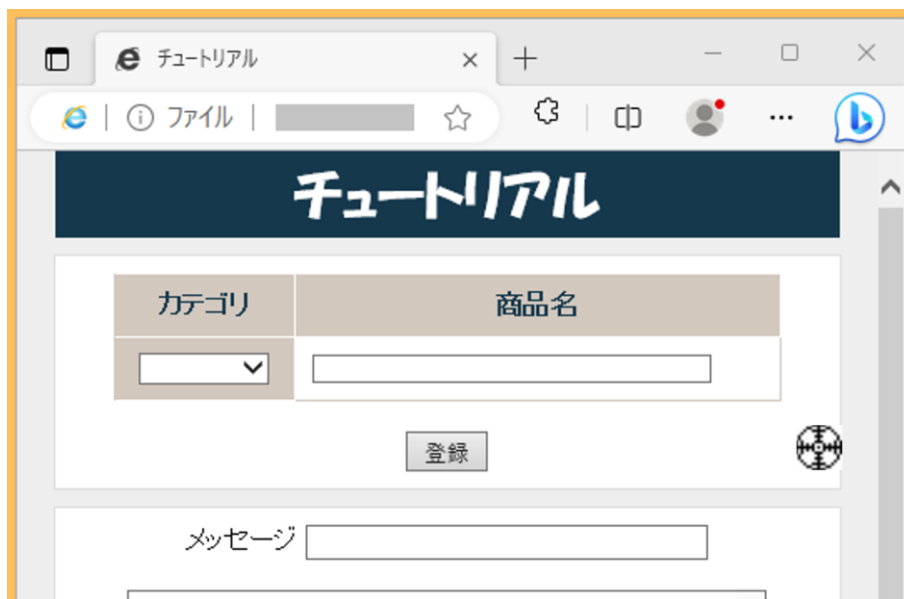 チュートリアル
ファイル
チュートリアル
カテゴリ 商品名
登録
メッセージ